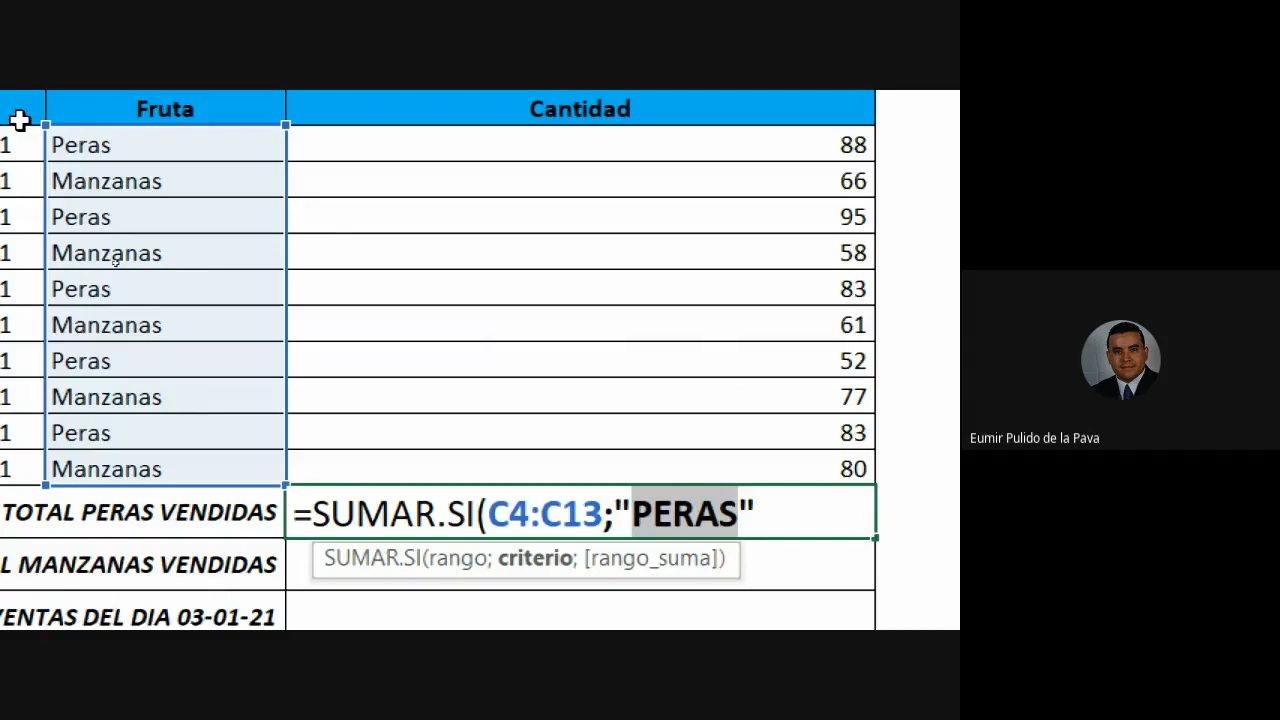 Fruta Cantidad
1 Peras 88
1 Manzanas 66
1 Peras 95
1 Manzanas 58
1 Peras 83
1 Manzanas 61
1 Peras 52
1 Manzanas 77
1 Peras 83
1 Manzanas 80
TOTAL PERAS VENDIDAS =SUMAR.SI(C4:C13;"PERAS"
SUMAR.SI(rango; criterio; [rango_suma])
L MANZANAS VENDIDAS
VENTAS DEL DIA 03-01-21
Eumir Pulido de la Pava